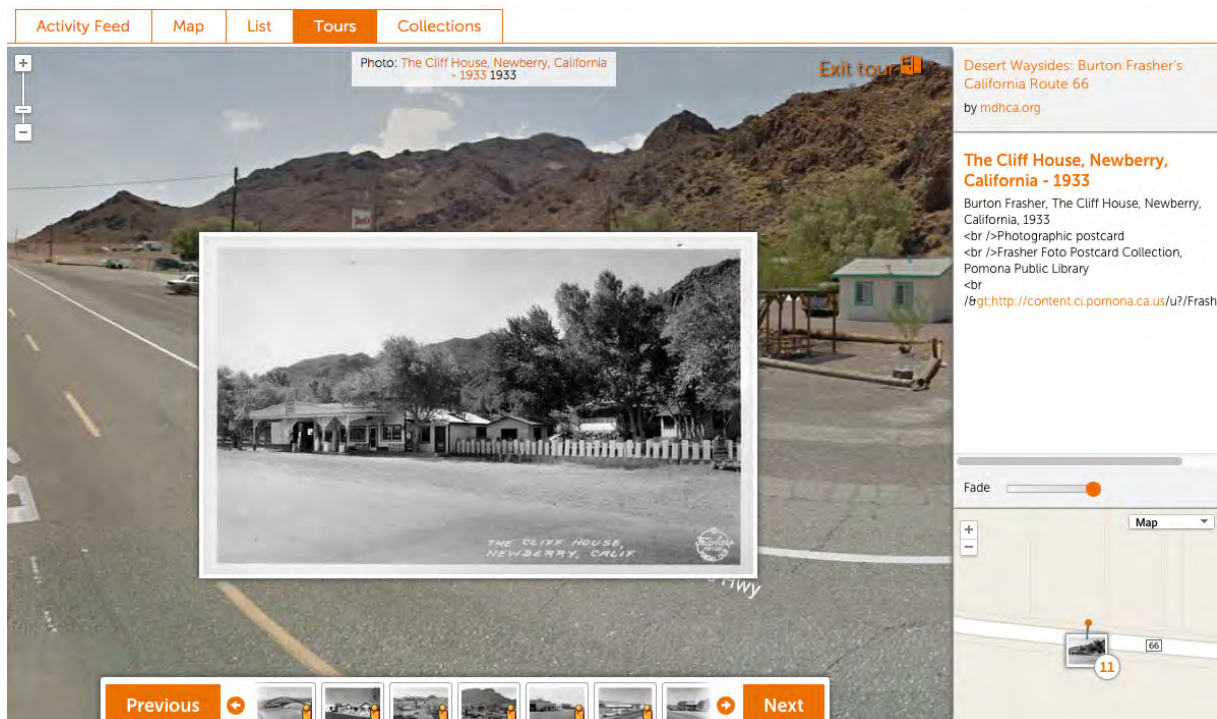 Activity Feed
Map
List
Tours
Collections
Photo: The Cliff House, Newberry, California
- 1933 1933
Exit tour
Desert Waysides: Burton Frasher's
California Route 66
by mdhca.org
The Cliff House, Newberry,
California - 1933
Burton Frasher, The Cliff House, Newberry,
California, 1933
<br />Photographic postcard
<br />Frasher Foto Postcard Collection,
Pomona Public Library
<br
/&gt:http://content.ci.pomona.ca.us/u?/Frash
THE CLIFF HOUSE,
NEWBERRY, CALIF.
Hwy
Fade
Map
66
11
Previous
Next